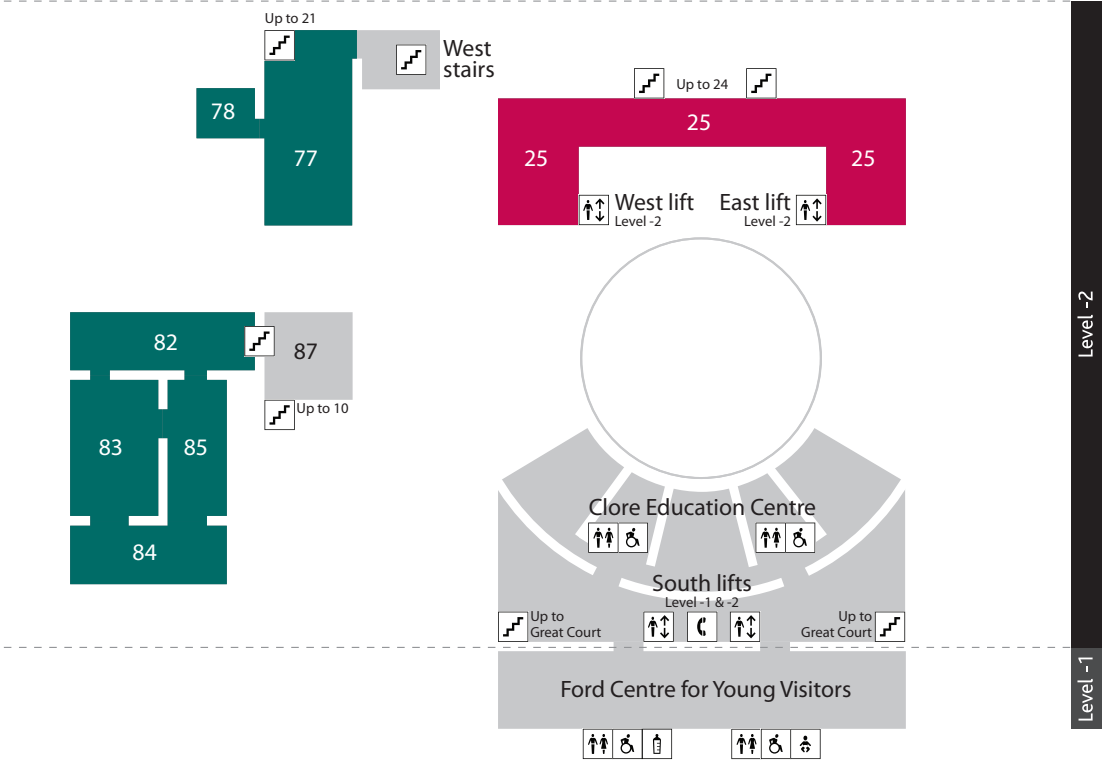 Up to 21
West
stairs
78
77
Up to 24
25
25
25
West lift
Level -2
East lift
Level -2
Level -2
82
87
Up to 10
83
85
84
Clore Education Centre
South lifts
Level -1 & -2
Up to
Great Court
Up to
Great Court
Level -1
Ford Centre for Young Visitors